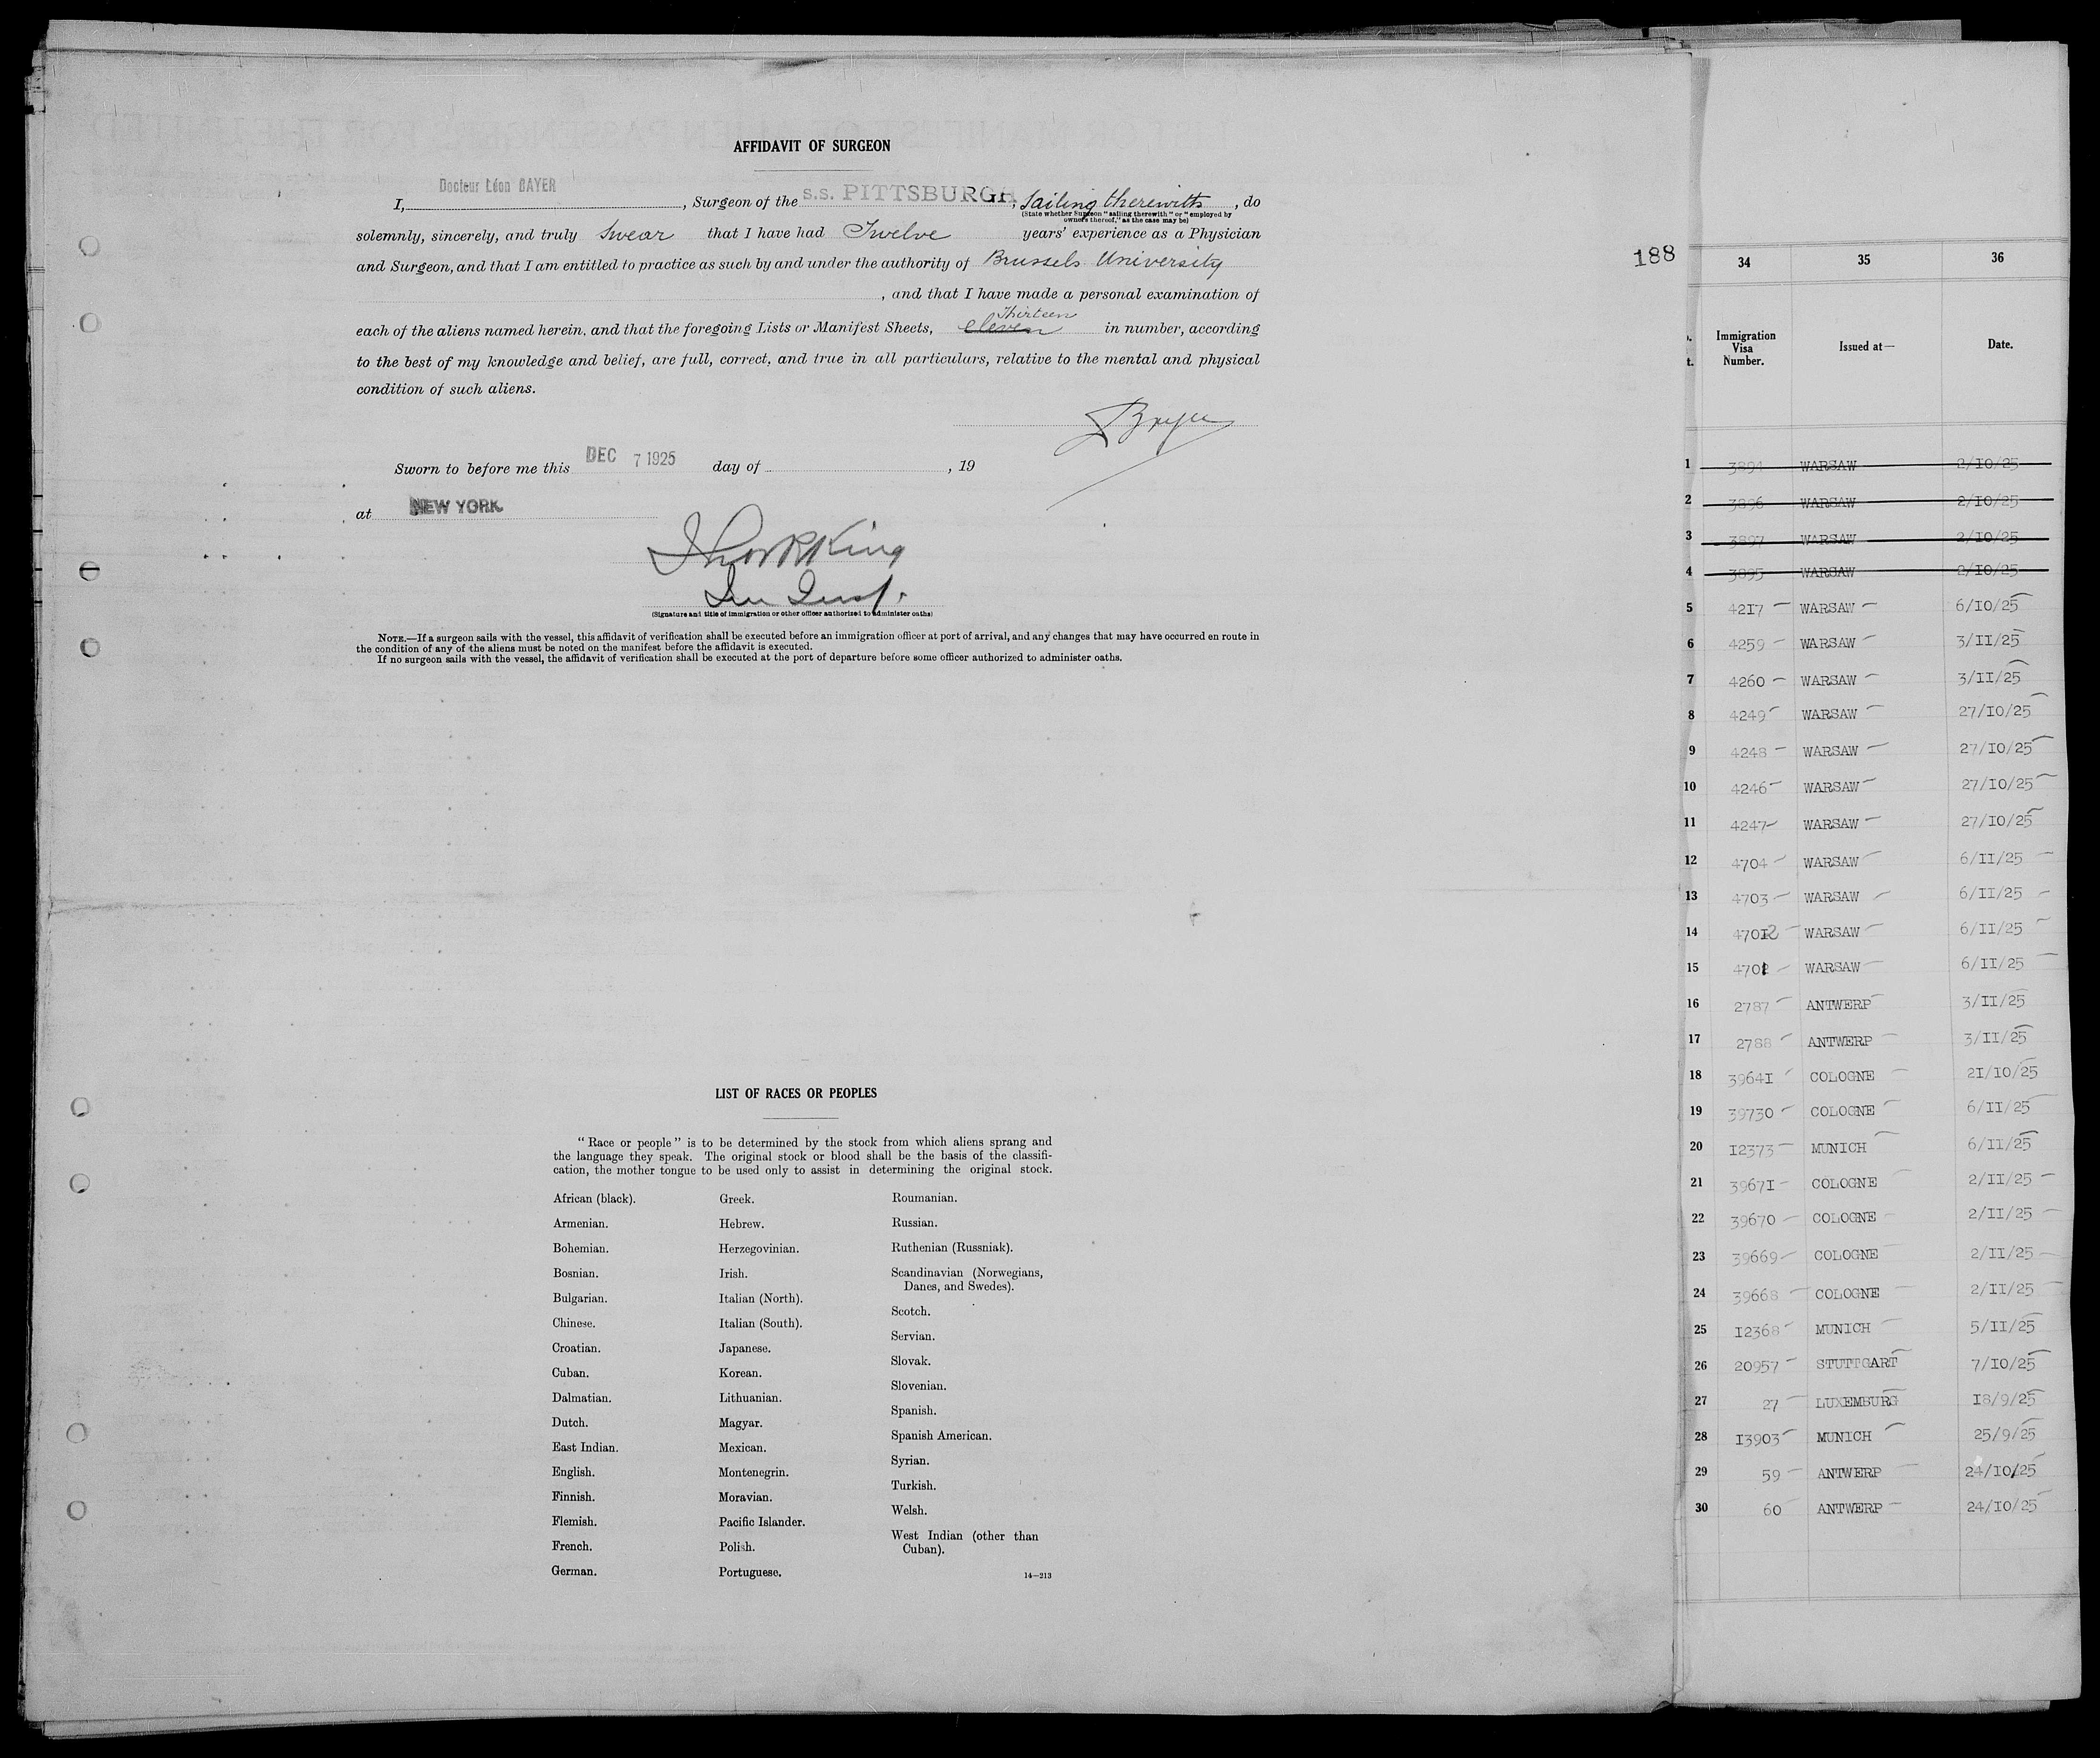 AFFIDAVIT OF SURGEON
I, Docteur Léon DAYER, Surgeon of the S.S. PITTSBURGH, Sailing therewith, do
(State whether Surgeon "sailing therewith" or "employed by
owners thereof," as the case may be)
solemnly, sincerely, and truly swear that I have had Twelve years' experience as a Physician
and Surgeon, and that I am entitled to practice as such by and under the authority of Brussels University
, and that I have made a personal examination of
Thirteen
each of the aliens named herein, and that the foregoing Lists or Manifest Sheets, eleven in number, according
to the best of my knowledge and belief, are full, correct, and true in all particulars, relative to the mental and physical
condition of such aliens.
Sworn to before me this DEC 7 1925 day of , 19
at NEW YORK
King
Imm Insp.
(Signature and title of immigration or other officer authorized to administer oaths)
NOTE.—If a surgeon sails with the vessel, this affidavit of verification shall be executed before an immigration officer at port of arrival, and any changes that may have occurred en route in
the condition of any of the aliens must be noted on the manifest before the affidavit is executed.
If no surgeon sails with the vessel, the affidavit of verification shall be executed at the port of departure before some officer authorized to administer oaths.
LIST OF RACES OR PEOPLES
"Race or people" is to be determined by the stock from which aliens sprang and
the language they speak. The original stock or blood shall be the basis of the classifi-
cation, the mother tongue to be used only to assist in determining the original stock.
African (black).
Armenian.
Bohemian.
Bosnian.
Bulgarian.
Chinese.
Croatian.
Cuban.
Dalmatian.
Dutch.
East Indian.
English.
Finnish.
Flemish.
French.
German.
Greek.
Hebrew.
Herzegovinian.
Irish.
Italian (North).
Italian (South).
Japanese.
Korean.
Lithuanian.
Magyar.
Mexican.
Montenegrin.
Moravian.
Pacific Islander.
Polish.
Portuguese.
Roumanian.
Russian.
Ruthenian (Russniak).
Scandinavian (Norwegians,
Danes, and Swedes).
Scotch.
Servian.
Slovak.
Slovenian.
Spanish.
Spanish American.
Syrian.
Turkish.
Welsh.
West Indian (other than
Cuban).
14—213
188
34 35 36
Immigration
Visa
Number.
Issued at—
Date.
1 3894 WARSAW 2/10/25
2 3896 WARSAW 2/10/25
3 3897 WARSAW 2/10/25
4 3895 WARSAW 2/10/25
5 4217 WARSAW 6/10/25
6 4259 WARSAW 3/11/25
7 4260 WARSAW 3/11/25
8 4249 WARSAW 27/10/25
9 4248 WARSAW 27/10/25
10 4246 WARSAW 27/10/25
11 4247 WARSAW 27/10/25
12 4704 WARSAW 6/11/25
13 4703 WARSAW 6/11/25
14 4702 WARSAW 6/11/25
15 4701 WARSAW 6/11/25
16 2787 ANTWERP 3/11/25
17 2788 ANTWERP 3/11/25
18 39641 COLOGNE 21/10/25
19 39730 COLOGNE 6/11/25
20 12373 MUNICH 6/11/25
21 39671 COLOGNE 2/11/25
22 39670 COLOGNE 2/11/25
23 39669 COLOGNE 2/11/25
24 39668 COLOGNE 2/11/25
25 12368 MUNICH 5/11/25
26 20957 STUTTGART 7/10/25
27 27 LUXEMBURG 18/9/25
28 13903 MUNICH 25/9/25
29 59 ANTWERP 24/10/25
30 60 ANTWERP 24/10/25